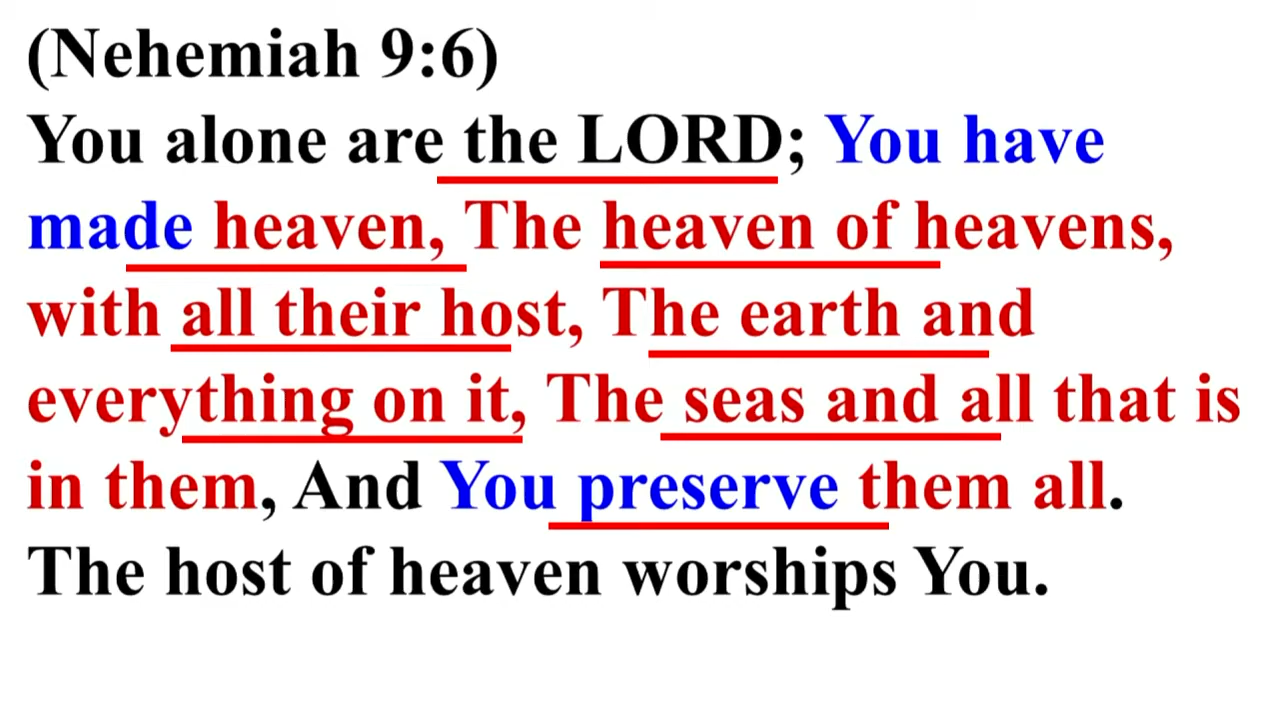 (Nehemiah 9:6)
You alone are the LORD; You have
made heaven, The heaven of heavens,
with all their host, The earth and
everything on it, The seas and all that is
in them, And You preserve them all.
The host of heaven worships You.